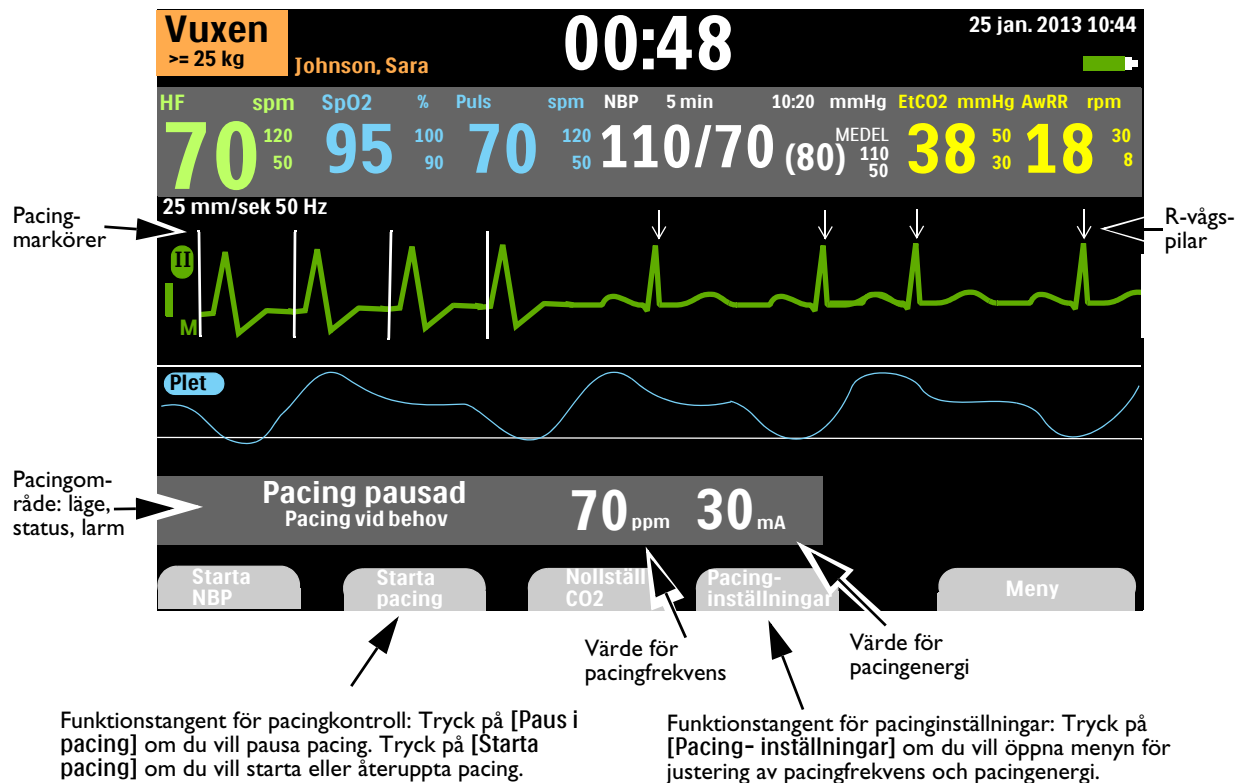 Vuxen
>= 25 kg
Johnson, Sara
00:48
25 jan. 2013 10:44
HF spm SpO2 % Puls spm NBP 5 min 10:20 mmHg EtCO2 mmHg AwRR rpm
70 120 50 95 100 90 70 120 50 110/70 (80) MEDEL 110 50 38 50 30 18 30 8
25 mm/sek 50 Hz
Pacing-
markörer
R-vågs-
pilar
II
M
Plet
Pacingom-
råde: läge,
status, larm
Pacing pausad
Pacing vid behov
70 ppm 30 mA
Starta
NBP
Starta
pacing
Nollställ
CO2
Pacing-
inställningar
Meny
Värde för
pacingfrekvens
Värde för
pacingenergi
Funktionstangent för pacingkontroll: Tryck på [Paus i
pacing] om du vill pausa pacing. Tryck på [Starta
pacing] om du vill starta eller återuppta pacing.
Funktionstangent för pacinginställningar: Tryck på
[Pacing- inställningar] om du vill öppna menyn för
justering av pacingfrekvens och pacingenergi.